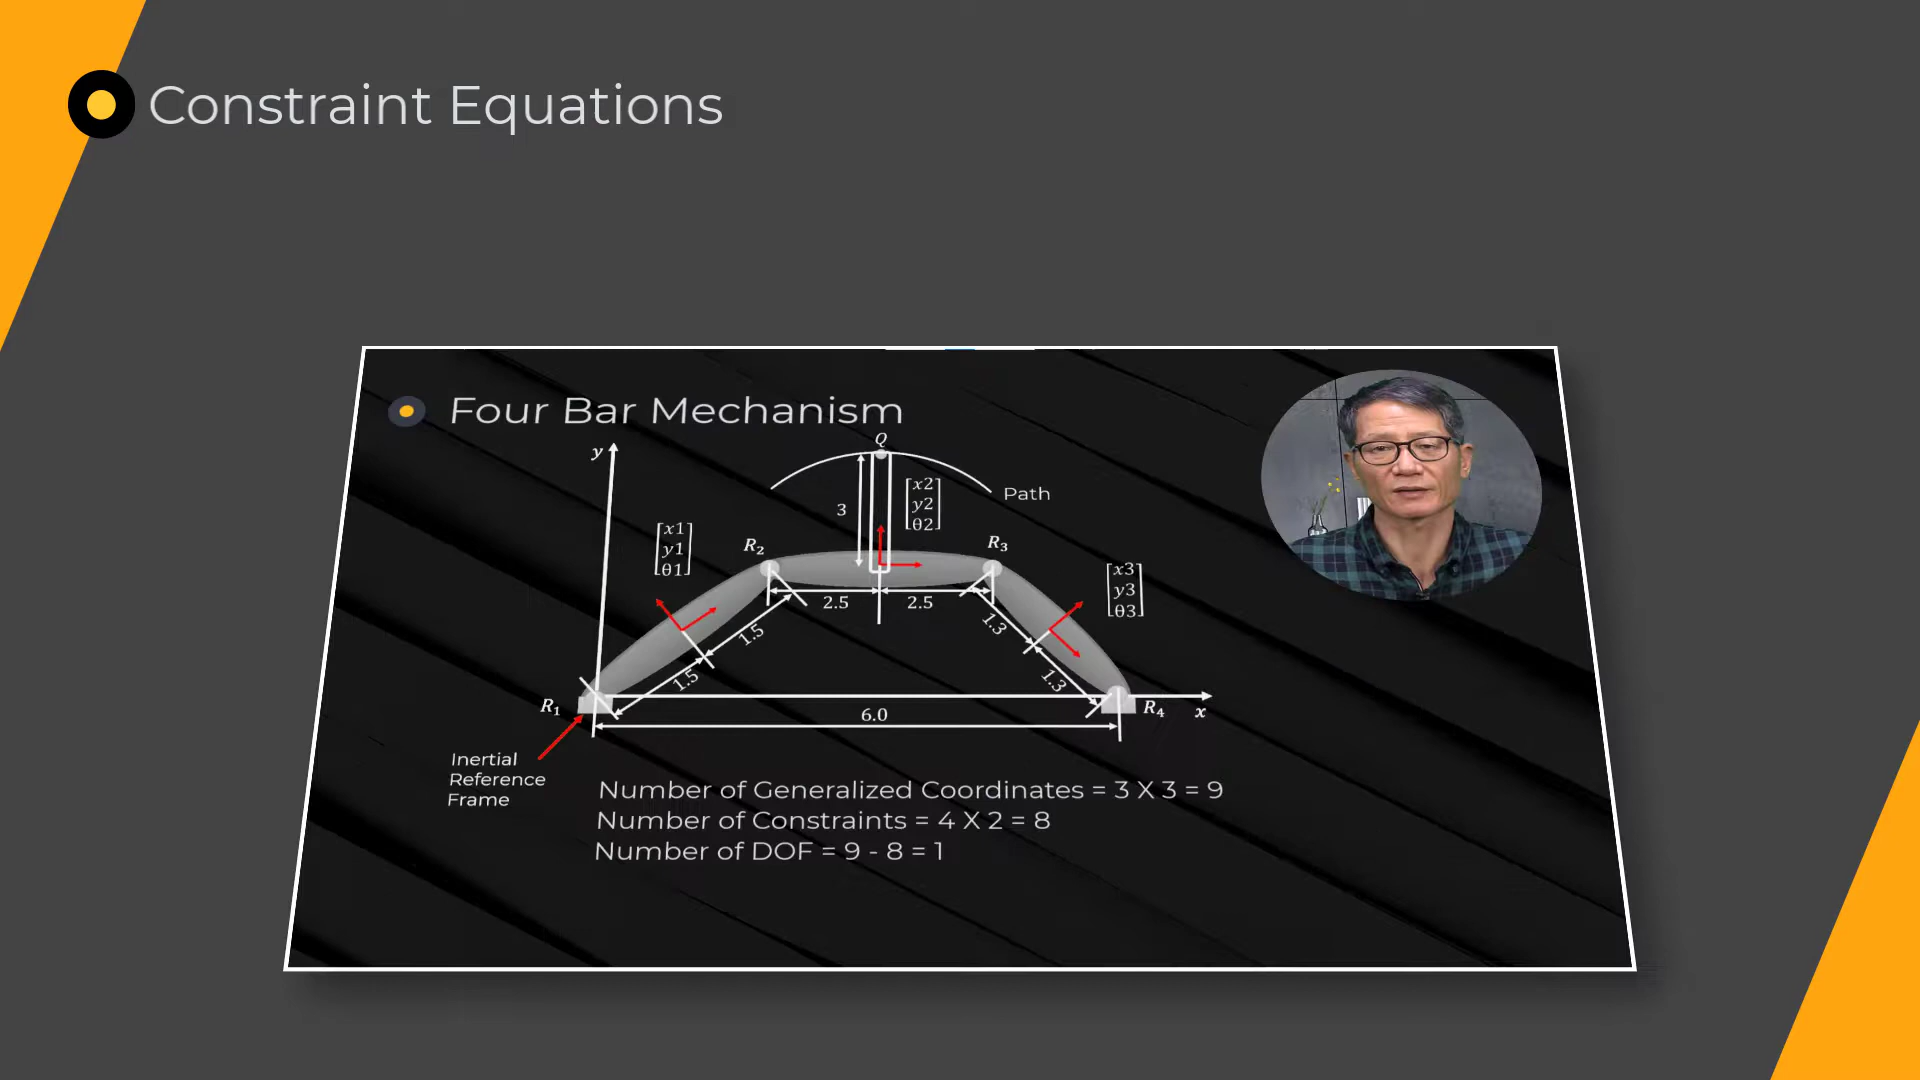 Constraint Equations
Four Bar Mechanism
Q
y
Path
3
x2
y2
θ2
x1
y1
θ1
R₂
R₃
x3
y3
θ3
2.5
2.5
1.5
1.3
1.5
1.3
R₁
6.0
R₄
x
Inertial
Reference
Frame
Number of Generalized Coordinates = 3 X 3 = 9
Number of Constraints = 4 X 2 = 8
Number of DOF = 9 - 8 = 1